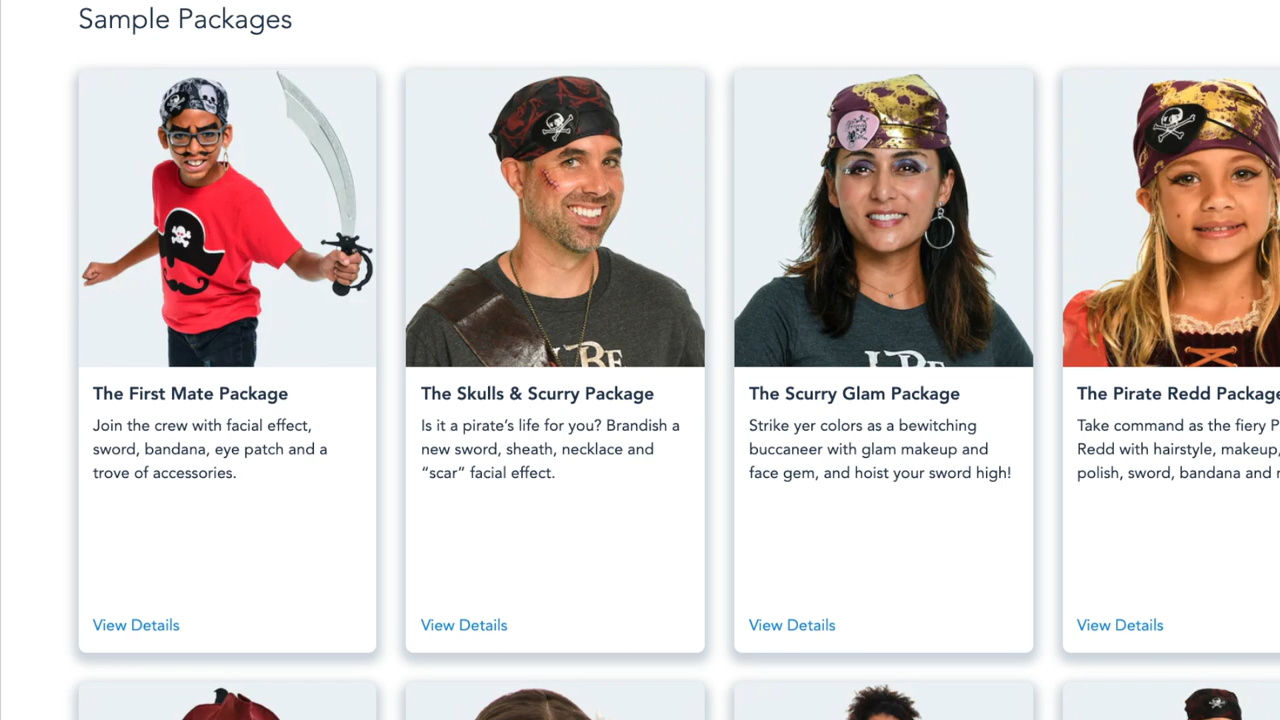 Sample Packages
The First Mate Package
Join the crew with facial effect,
sword, bandana, eye patch and a
trove of accessories.
View Details
The Skulls & Scurry Package
Is it a pirate’s life for you? Brandish a
new sword, sheath, necklace and
“scar” facial effect.
View Details
The Scurry Glam Package
Strike yer colors as a bewitching
buccaneer with glam makeup and
face gem, and hoist your sword high!
View Details
The Pirate Redd Package
Take command as the fiery
Redd with hairstyle, makeup,
polish, sword, bandana and
View Details